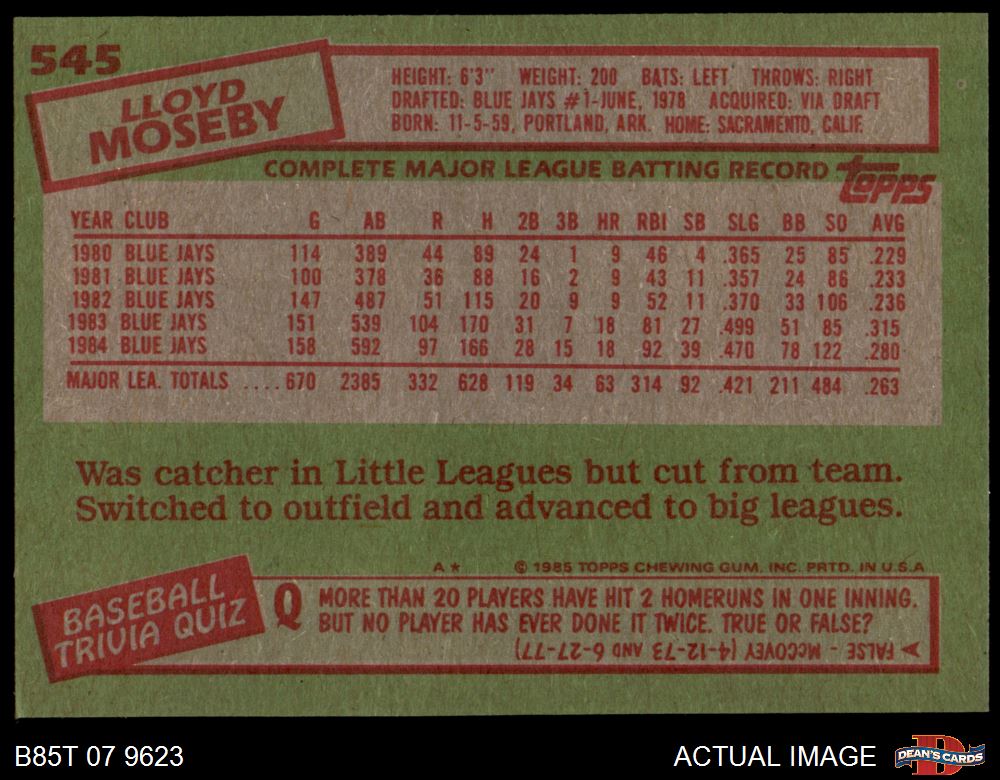 545
LLOYD
MOSEBY
HEIGHT: 6'3" WEIGHT: 200 BATS: LEFT THROWS: RIGHT
DRAFTED: BLUE JAYS #1-JUNE, 1978 ACQUIRED: VIA DRAFT
BORN: 11-5-59, PORTLAND, ARK. HOME: SACRAMENTO, CALIF.
COMPLETE MAJOR LEAGUE BATTING RECORD topps
YEAR CLUB G AB R H 2B 3B HR RBI SB SLG BB SO AVG
1980 BLUE JAYS 114 389 44 89 24 1 9 46 4 .365 25 85 .229
1981 BLUE JAYS 100 378 36 88 16 2 9 43 11 .357 24 86 .233
1982 BLUE JAYS 147 487 51 115 20 9 9 52 11 .370 33 106 .236
1983 BLUE JAYS 151 539 104 170 31 7 18 81 27 .499 51 85 .315
1984 BLUE JAYS 158 592 97 166 28 15 18 92 39 .470 78 122 .280
MAJOR LEA. TOTALS .... 670 2385 332 628 119 34 63 314 92 .421 211 484 .263
Was catcher in Little Leagues but cut from team.
Switched to outfield and advanced to big leagues.
A★ © 1985 TOPPS CHEWING GUM, INC. PRTD. IN U.S.A
BASEBALL
TRIVIA QUIZ
Q MORE THAN 20 PLAYERS HAVE HIT 2 HOMERUNS IN ONE INNING.
BUT NO PLAYER HAS EVER DONE IT TWICE. TRUE OR FALSE?
A FALSE - McCOVEY (4-12-73 AND 6-27-77)
B85T 07 9623
ACTUAL IMAGE
D
DEAN'S CARDS